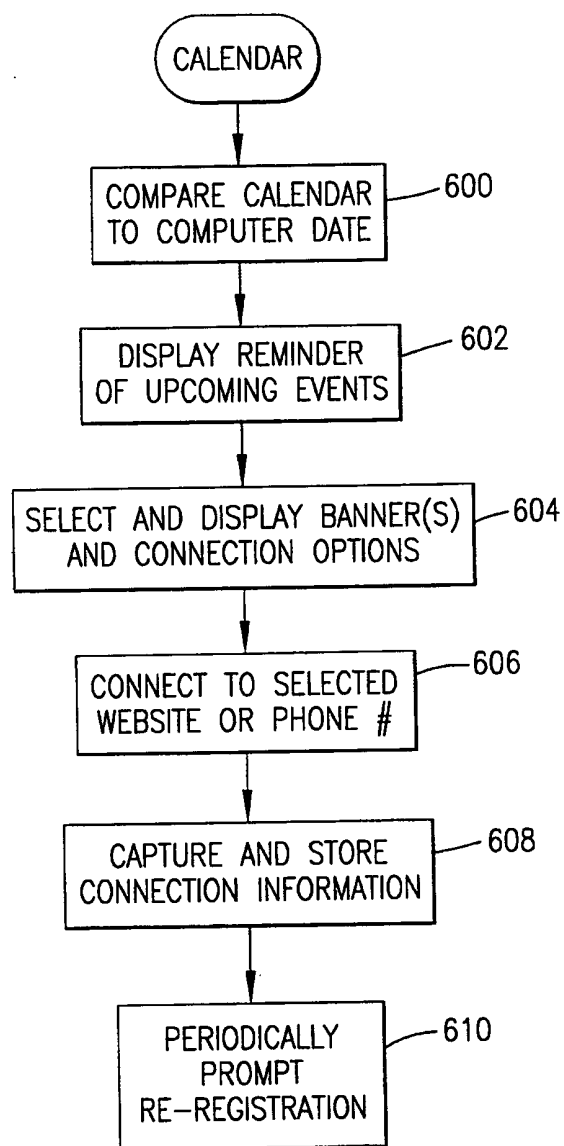 CALENDAR
COMPARE CALENDAR
TO COMPUTER DATE
600
DISPLAY REMINDER
OF UPCOMING EVENTS
602
SELECT AND DISPLAY BANNER(S)
AND CONNECTION OPTIONS
604
CONNECT TO SELECTED
WEBSITE OR PHONE #
606
CAPTURE AND STORE
CONNECTION INFORMATION
608
PERIODICALLY
PROMPT
RE-REGISTRATION
610